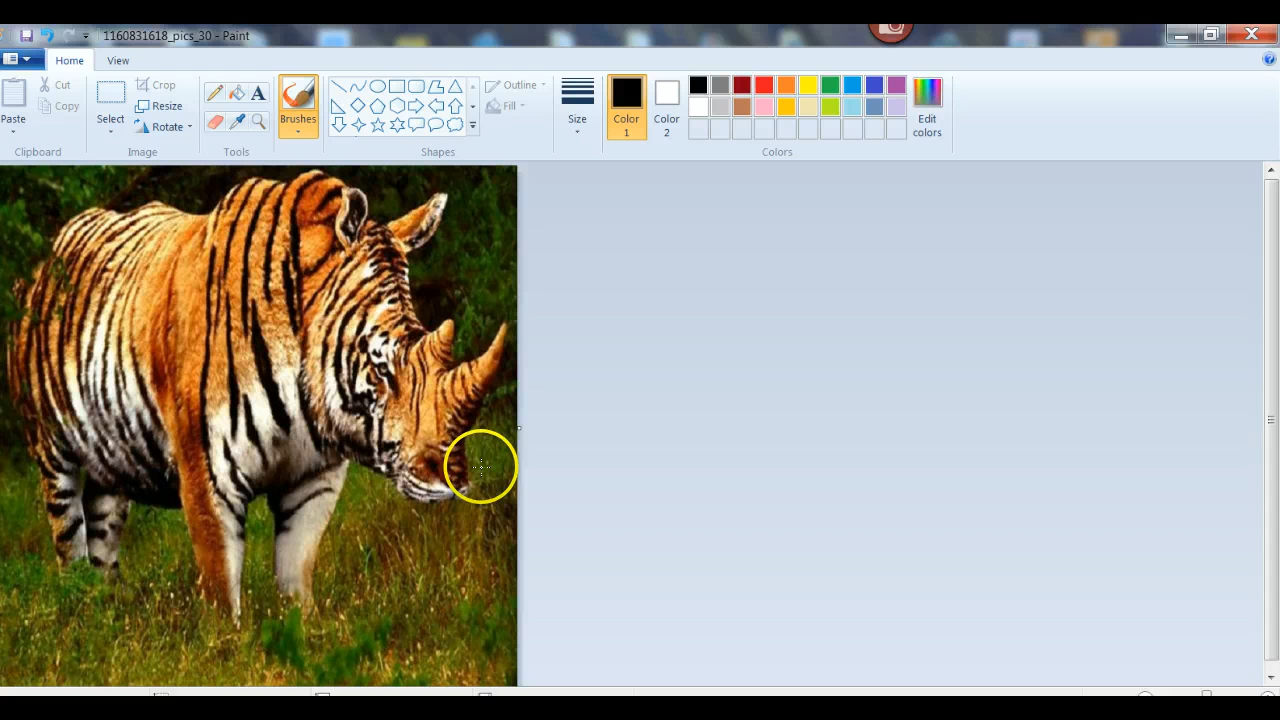 1160831618_pics_30 - Paint
Home View
Paste Cut Copy
Select Crop Resize Rotate
A
Brushes
Outline Fill
Size
Color 1
Color 2
Edit colors
Clipboard Image Tools Shapes Colors